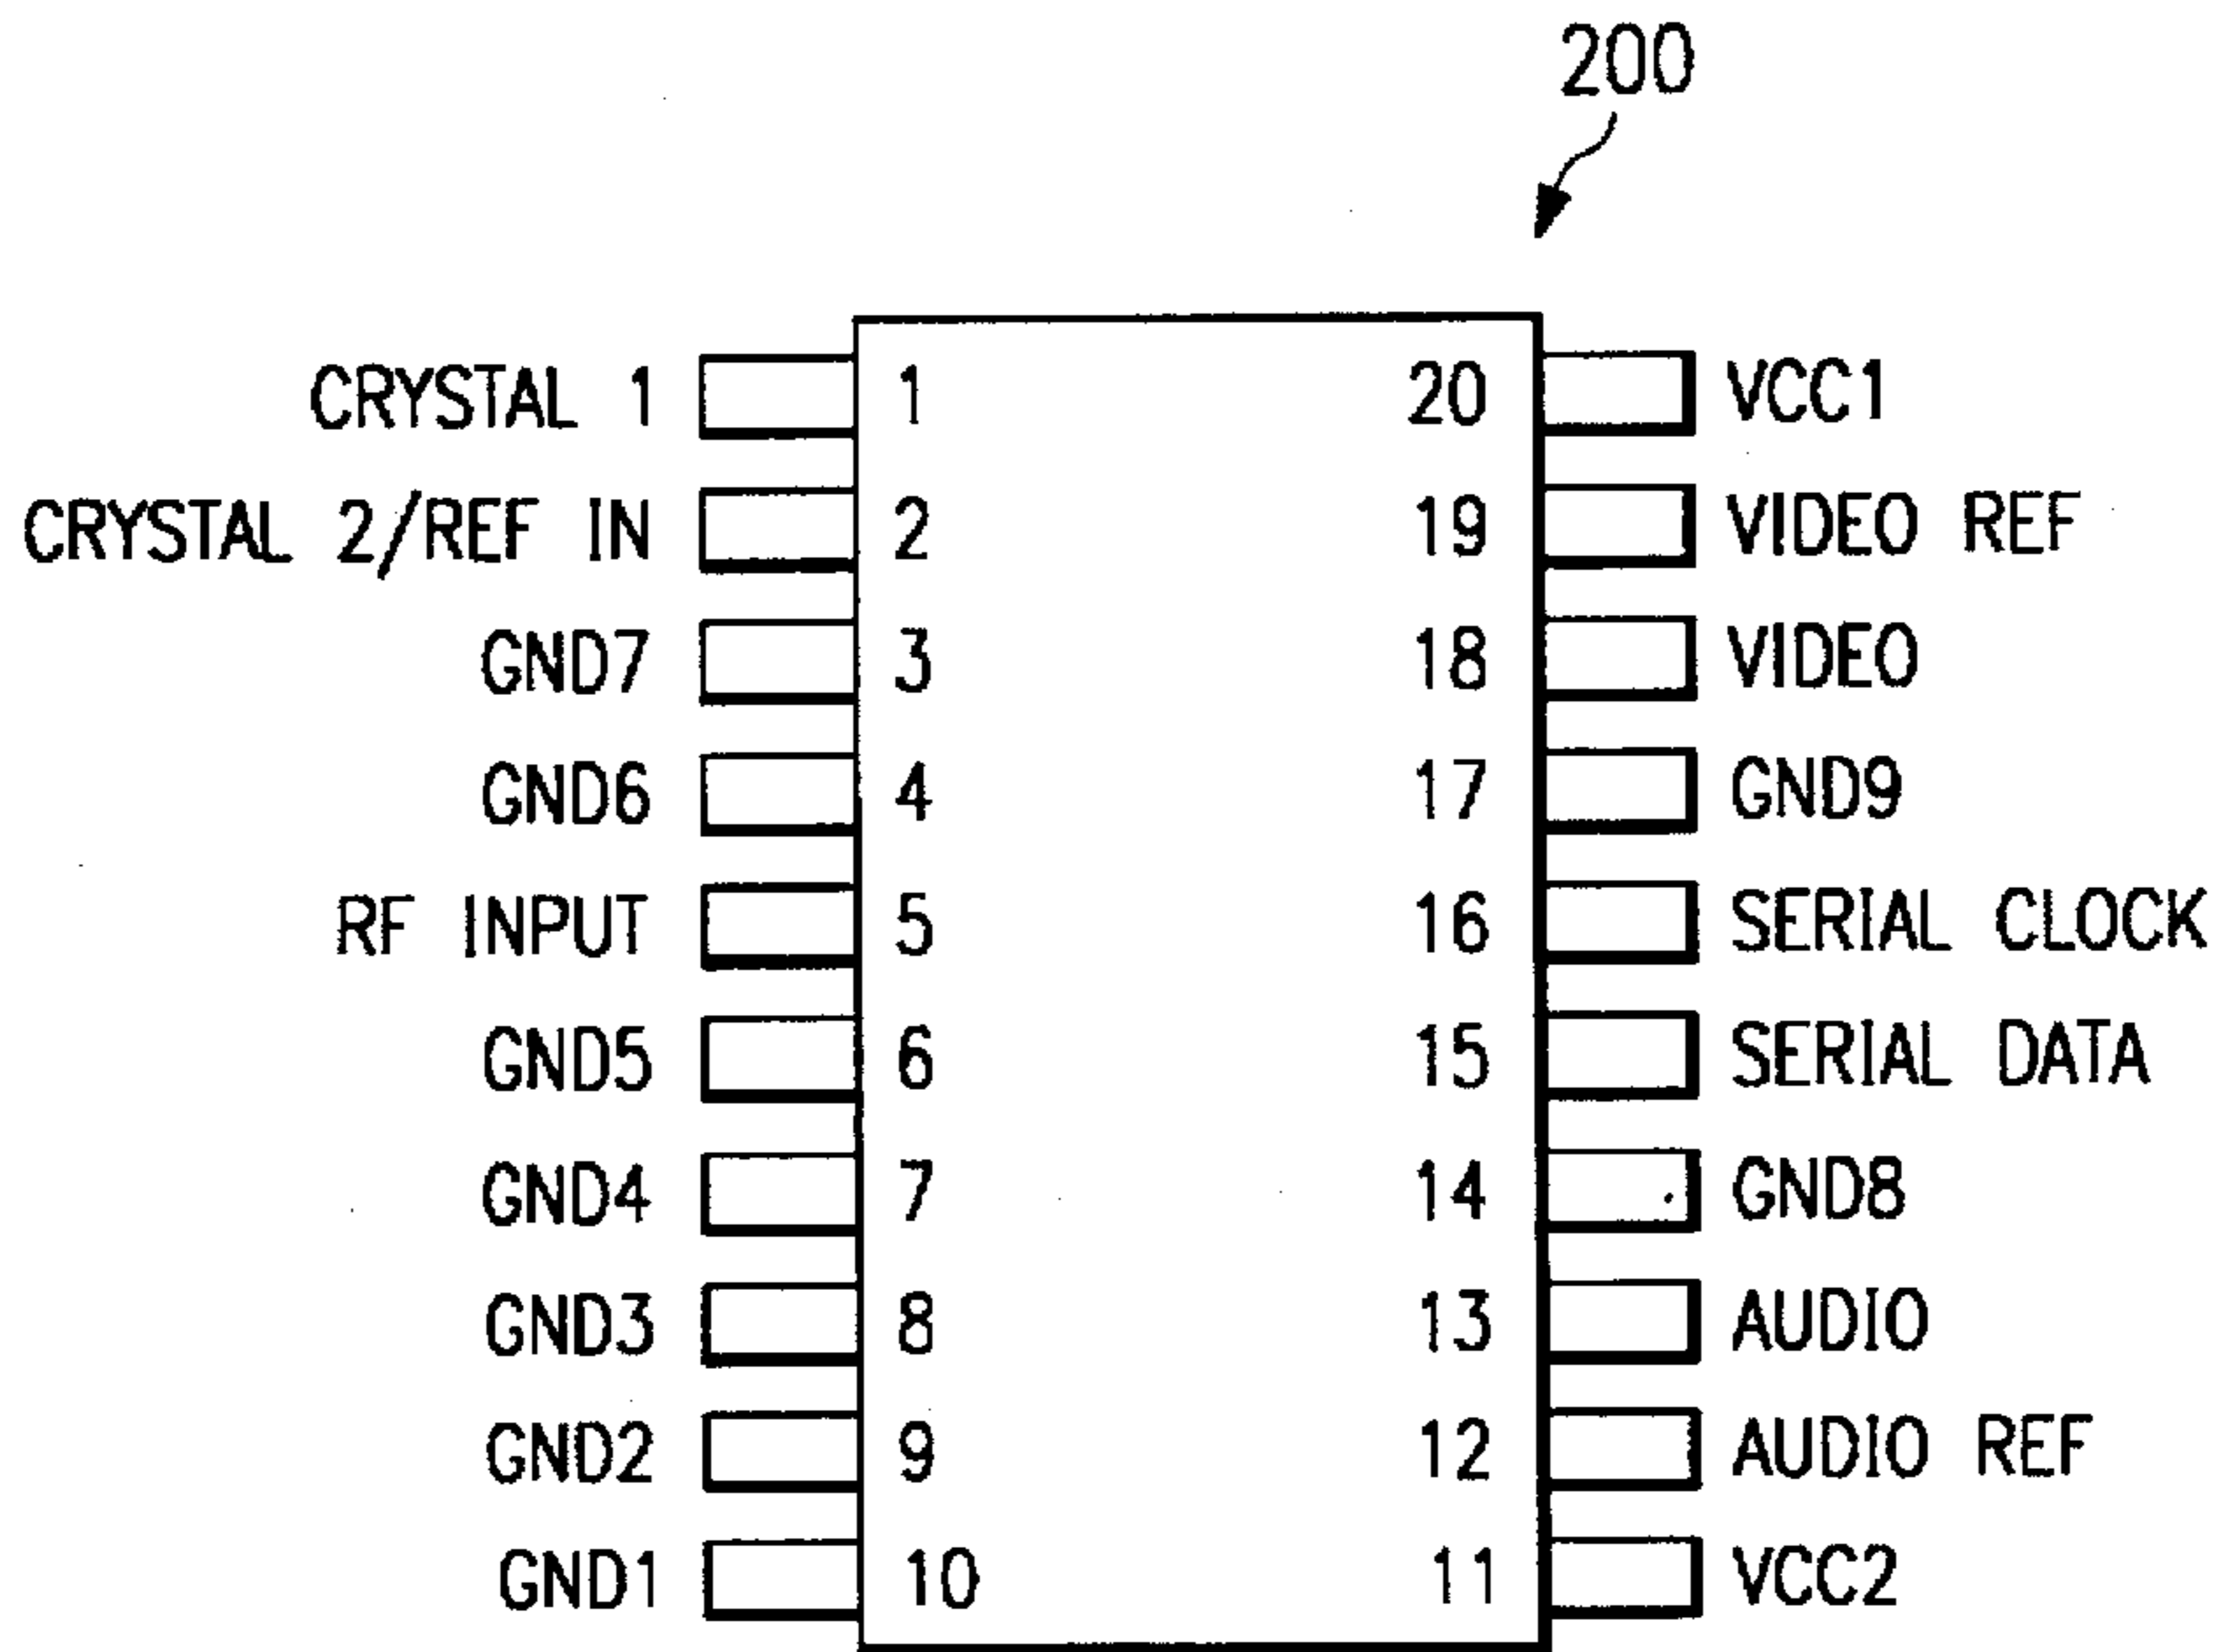 200
CRYSTAL 1 1 20 VCC1
CRYSTAL 2/REF IN 2 19 VIDEO REF
GND7 3 18 VIDEO
GND6 4 17 GND9
RF INPUT 5 16 SERIAL CLOCK
GND5 6 15 SERIAL DATA
GND4 7 14 GND8
GND3 8 13 AUDIO
GND2 9 12 AUDIO REF
GND1 10 11 VCC2